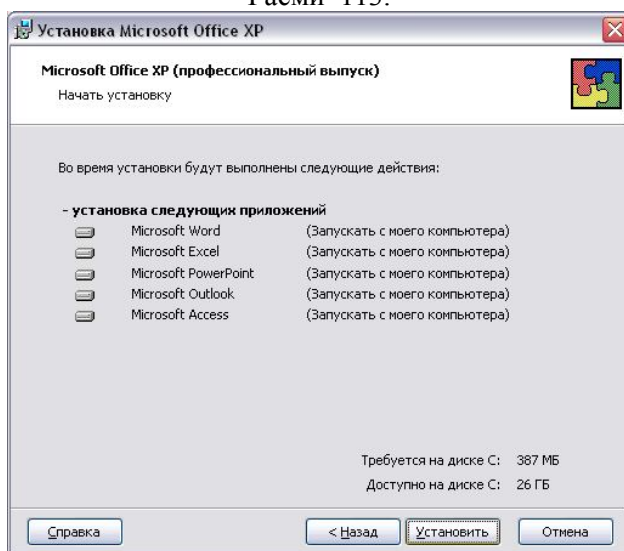 Расми 115.
Установка Microsoft Office XP
Microsoft Office XP (профессиональный выпуск)
Начать установку
Во время установки будут выполнены следующие действия:
- установка следующих приложений
Microsoft Word (Запускать с моего компьютера)
Microsoft Excel (Запускать с моего компьютера)
Microsoft PowerPoint (Запускать с моего компьютера)
Microsoft Outlook (Запускать с моего компьютера)
Microsoft Access (Запускать с моего компьютера)
Требуется на диске C: 387 МБ
Доступно на диске C: 26 ГБ
Справка < Назад Установить Отмена